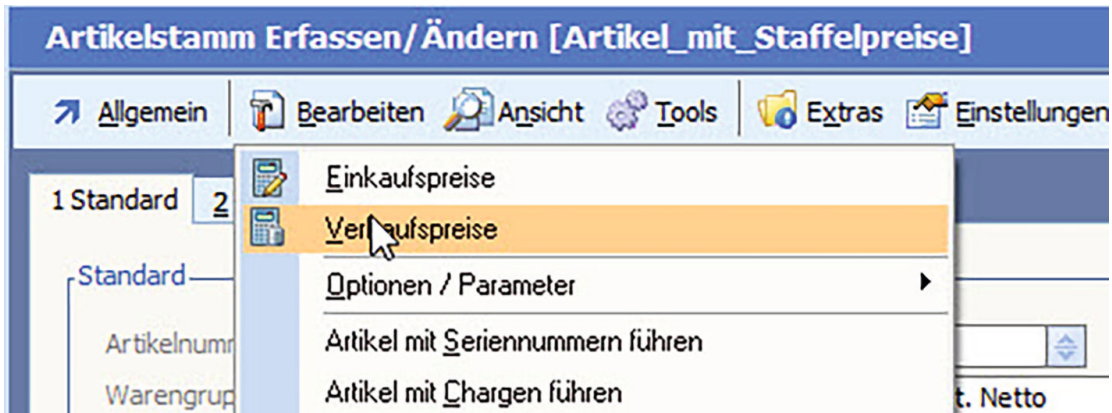 Artikelstamm Erfassen/Ändern [Artikel_mit_Staffelpreise]
Allgemein Bearbeiten Ansicht Tools Extras Einstellungen
Einkaufspreise
1 Standard 2
Verkaufspreise
Standard
Optionen / Parameter
Artikelnumm
Artikel mit Seriennummern führen
Warengrup
Artikel mit Chargen führen
t. Netto